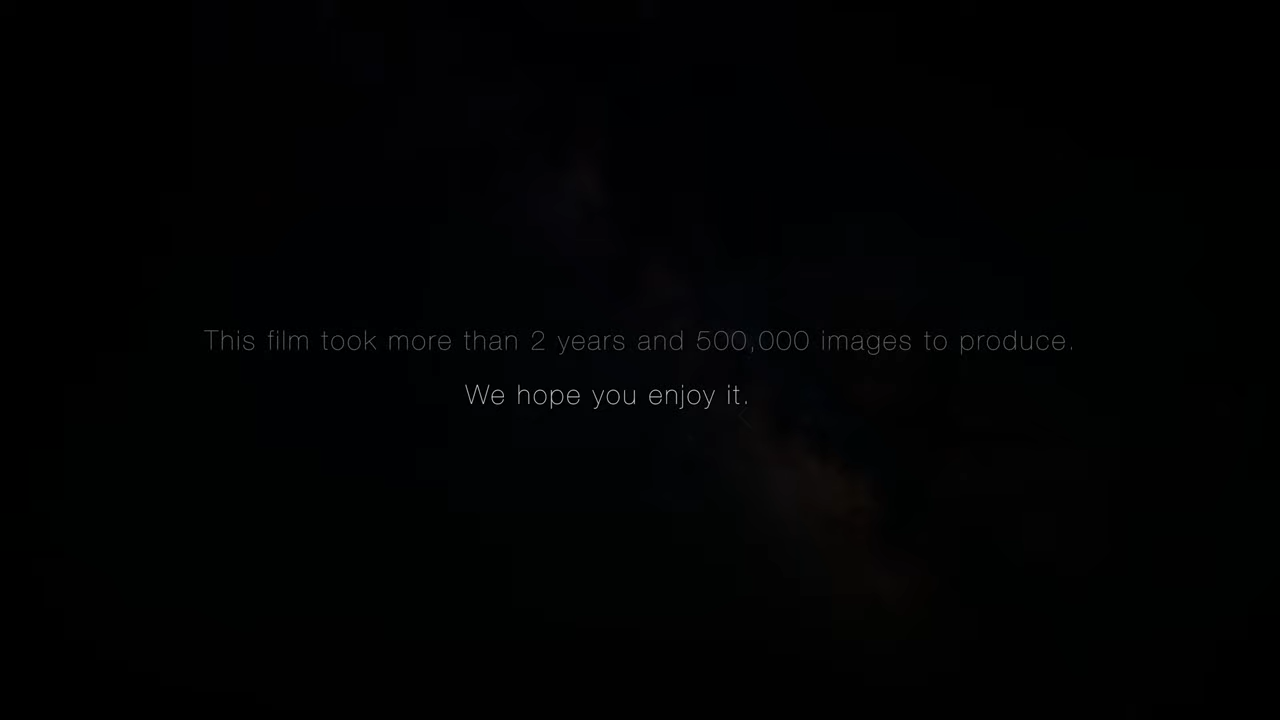 This film took more than 2 years and 500,000 images to produce.
We hope you enjoy it.